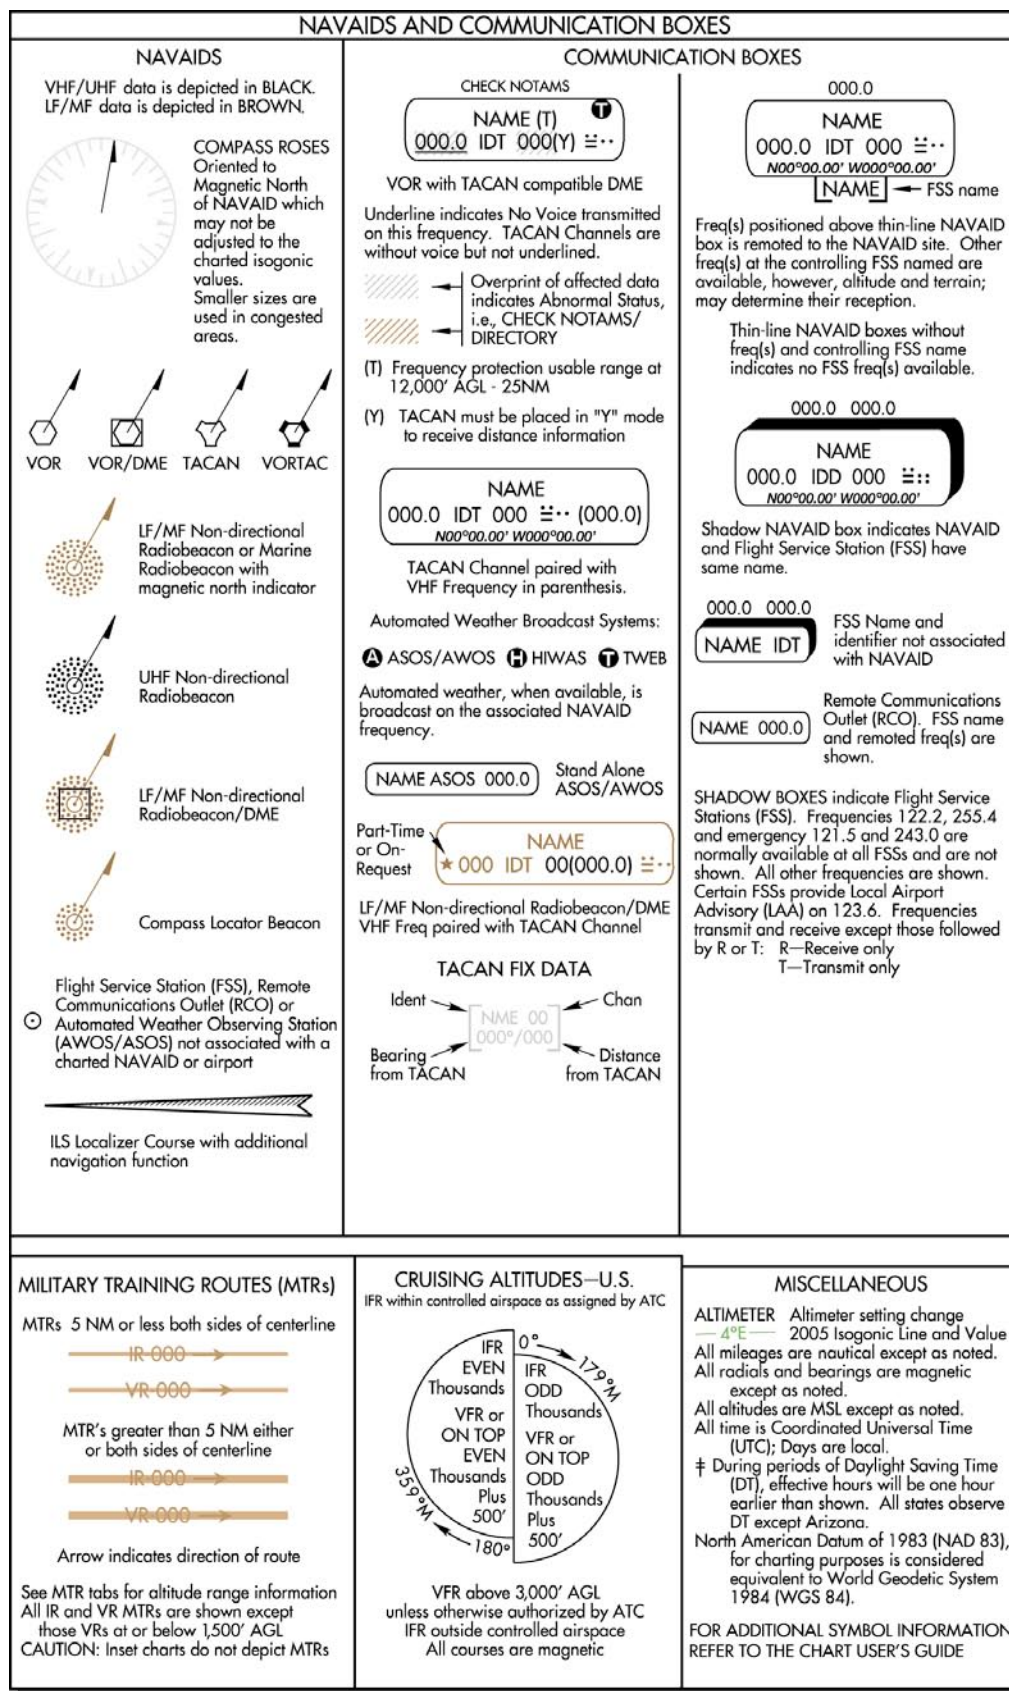 NAVAIDS AND COMMUNICATION BOXES
NAVAIDS
VHF/UHF data is depicted in BLACK.
LF/MF data is depicted in BROWN.
COMPASS ROSES
Oriented to
Magnetic North
of NAVAID which
may not be
adjusted to the
charted isogonic
values.
Smaller sizes are
used in congested
areas.
VOR VOR/DME TACAN VORTAC
LF/MF Non-directional
Radiobeacon or Marine
Radiobeacon with
magnetic north indicator
UHF Non-directional
Radiobeacon
LF/MF Non-directional
Radiobeacon/DME
Compass Locator Beacon
Flight Service Station (FSS), Remote
Communications Outlet (RCO) or
Automated Weather Observing Station
(AWOS/ASOS) not associated with a
charted NAVAID or airport
ILS Localizer Course with additional
navigation function
COMMUNICATION BOXES
CHECK NOTAMS
NAME (T) T
000.0 IDT 000(Y)
VOR with TACAN compatible DME
Underline indicates No Voice transmitted
on this frequency. TACAN Channels are
without voice but not underlined.
Overprint of affected data
indicates Abnormal Status,
i.e., CHECK NOTAMS/
DIRECTORY
(T) Frequency protection usable range at
12,000' AGL - 25NM
(Y) TACAN must be placed in "Y" mode
to receive distance information
NAME
000.0 IDT 000 (000.0)
N00°00.00' W000°00.00'
TACAN Channel paired with
VHF Frequency in parenthesis.
Automated Weather Broadcast Systems:
A ASOS/AWOS H HIWAS T TWEB
Automated weather, when available, is
broadcast on the associated NAVAID
frequency.
NAME ASOS 000.0
Stand Alone
ASOS/AWOS
Part-Time
or On-
Request
NAME
★ 000 IDT 00(000.0)
LF/MF Non-directional Radiobeacon/DME
VHF Freq paired with TACAN Channel
TACAN FIX DATA
Ident Chan
NME 00
000°/000
Bearing
from TACAN
Distance
from TACAN
000.0
NAME
000.0 IDT 000
N00°00.00' W000°00.00'
NAME FSS name
Freq(s) positioned above thin-line NAVAID
box is remoted to the NAVAID site. Other
freq(s) at the controlling FSS named are
available, however, altitude and terrain;
may determine their reception.
Thin-line NAVAID boxes without
freq(s) and controlling FSS name
indicates no FSS freq(s) available.
000.0 000.0
NAME
000.0 IDD 000
N00°00.00' W000°00.00'
Shadow NAVAID box indicates NAVAID
and Flight Service Station (FSS) have
same name.
000.0 000.0
NAME IDT
FSS Name and
identifier not associated
with NAVAID
NAME 000.0
Remote Communications
Outlet (RCO). FSS name
and remoted freq(s) are
shown.
SHADOW BOXES indicate Flight Service
Stations (FSS). Frequencies 122.2, 255.4
and emergency 121.5 and 243.0 are
normally available at all FSSs and are not
shown. All other frequencies are shown.
Certain FSSs provide Local Airport
Advisory (LAA) on 123.6. Frequencies
transmit and receive except those followed
by R or T: R—Receive only
T—Transmit only
MILITARY TRAINING ROUTES (MTRs)
MTRs 5 NM or less both sides of centerline
IR-000
VR-000
MTR's greater than 5 NM either
or both sides of centerline
IR-000
VR-000
Arrow indicates direction of route
See MTR tabs for altitude range information
All IR and VR MTRs are shown except
those VRs at or below 1,500' AGL
CAUTION: Inset charts do not depict MTRs
CRUISING ALTITUDES—U.S.
IFR within controlled airspace as assigned by ATC
IFR
EVEN
Thousands
VFR or
ON TOP
EVEN
Thousands
Plus
500'
359°M
0°
179°M
IFR
ODD
Thousands
VFR or
ON TOP
ODD
Thousands
Plus
500'
180°
VFR above 3,000' AGL
unless otherwise authorized by ATC
IFR outside controlled airspace
All courses are magnetic
MISCELLANEOUS
ALTIMETER Altimeter setting change
4°E 2005 Isogonic Line and Value
All mileages are nautical except as noted.
All radials and bearings are magnetic
except as noted.
All altitudes are MSL except as noted.
All time is Coordinated Universal Time
(UTC); Days are local.
‡ During periods of Daylight Saving Time
(DT), effective hours will be one hour
earlier than shown. All states observe
DT except Arizona.
North American Datum of 1983 (NAD 83),
for charting purposes is considered
equivalent to World Geodetic System
1984 (WGS 84).
FOR ADDITIONAL SYMBOL INFORMATION
REFER TO THE CHART USER'S GUIDE